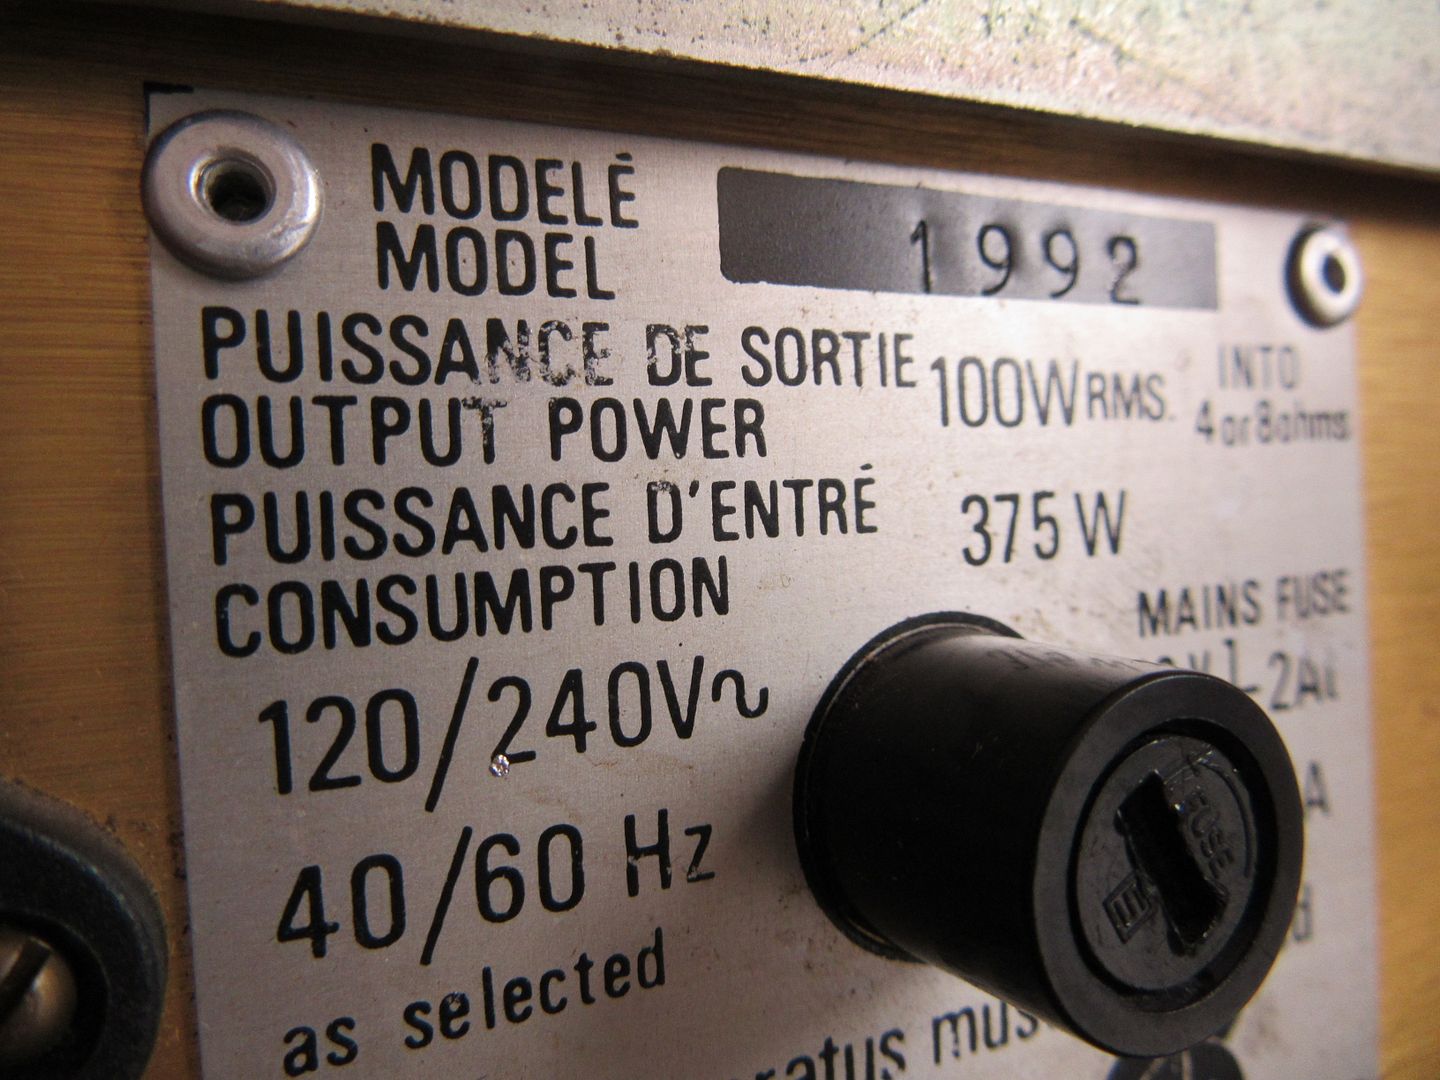 MODELÉ
MODEL 1992
PUISSANCE DE SORTIE
OUTPUT POWER
100W RMS. INTO
4 or 8 ohms
PUISSANCE D'ENTRÉ
CONSUMPTION
375 W
MAINS FUSE
120/240V~
40/60 Hz
as selected